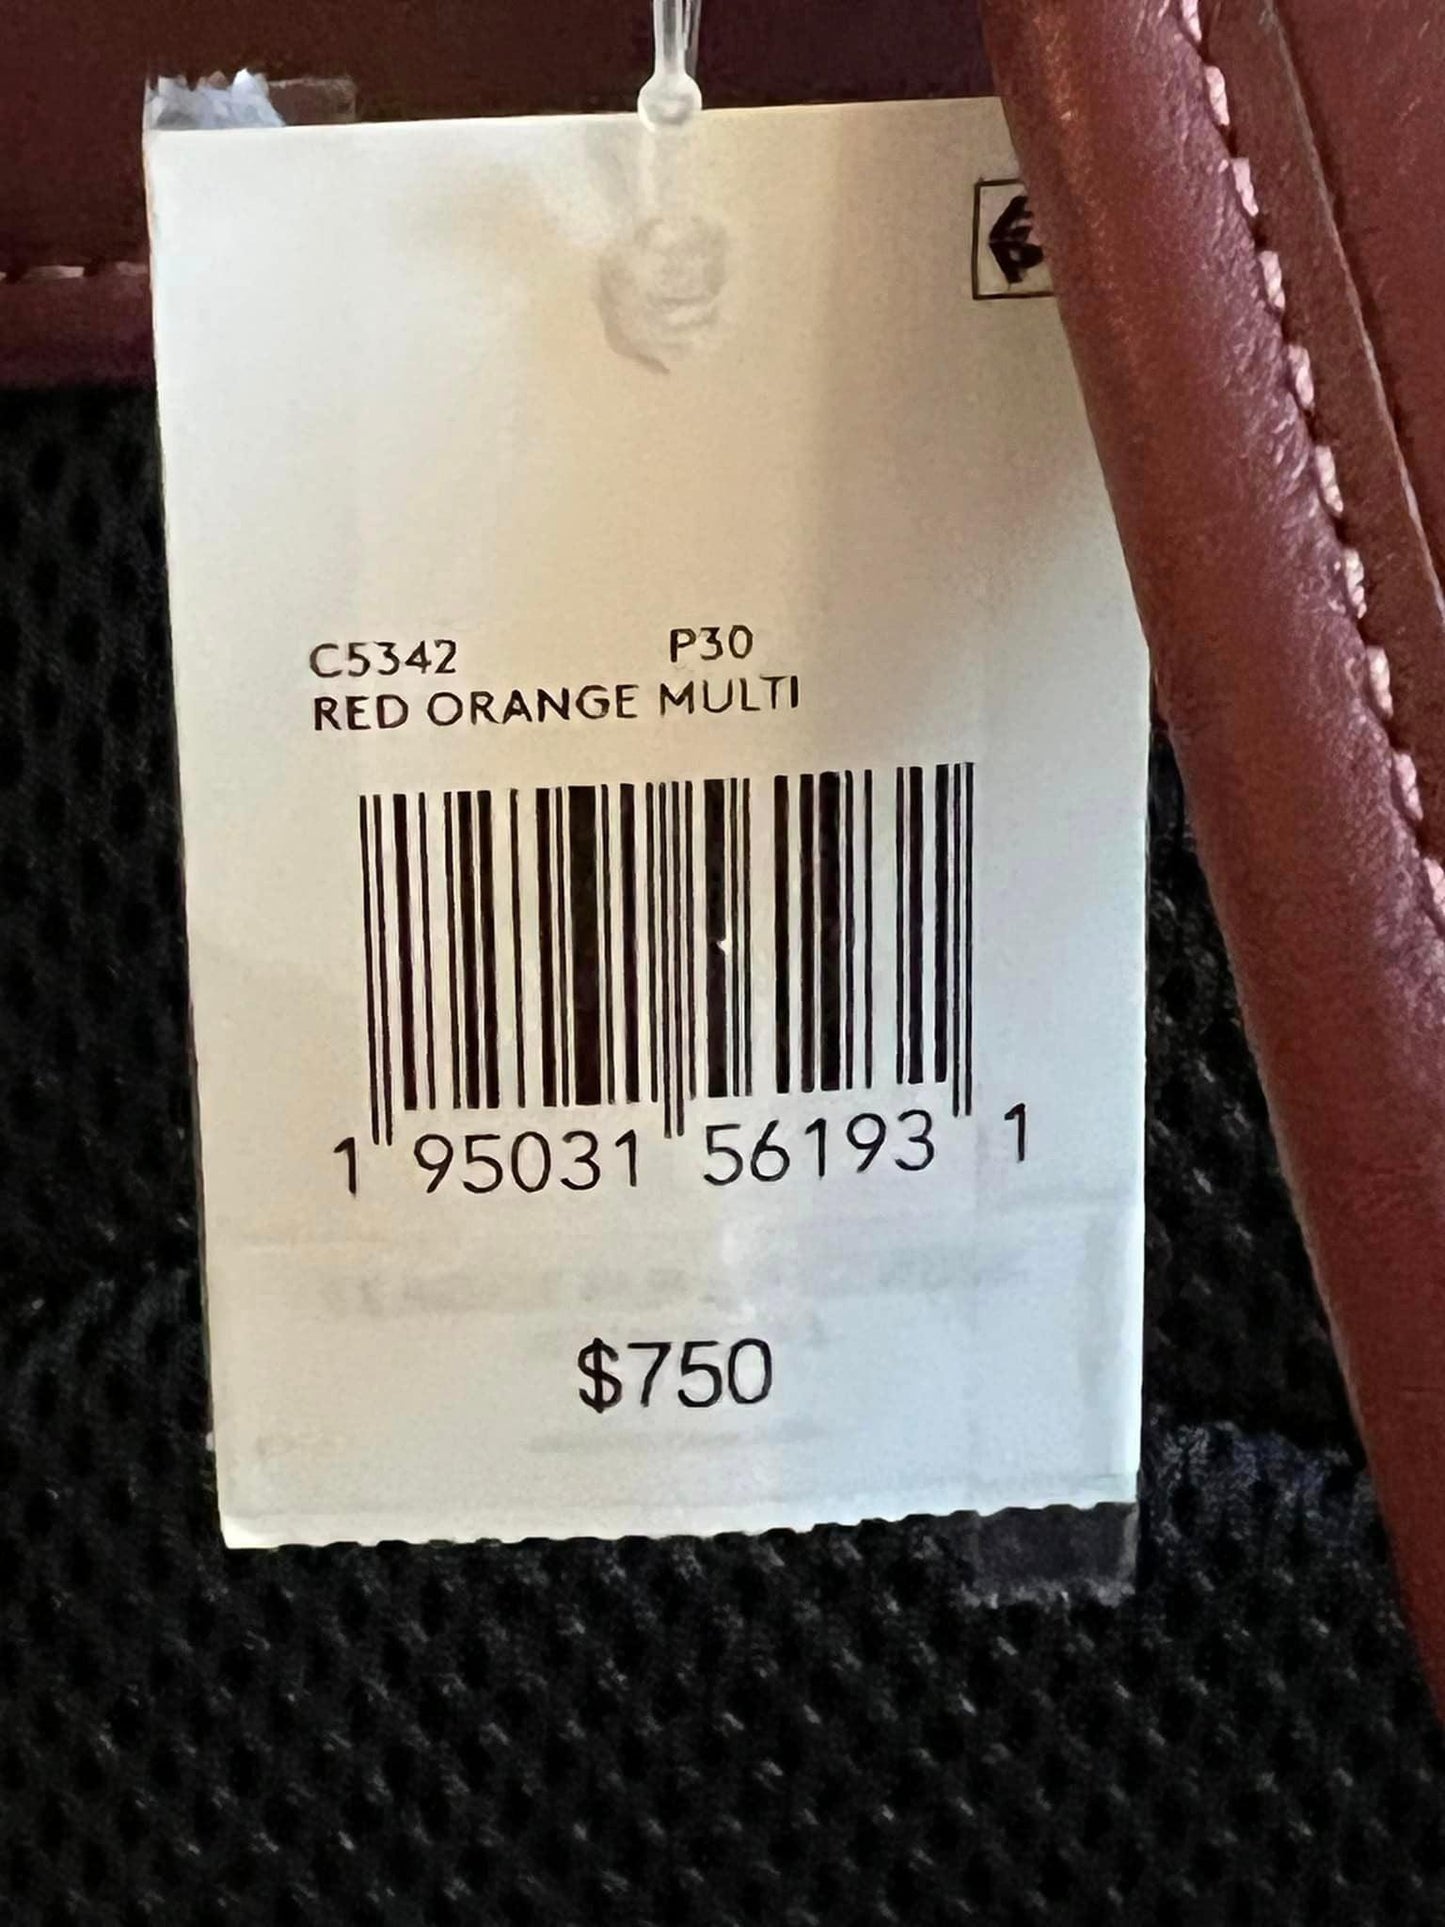 C5342 P30
RED ORANGE MULTI
1 95031 56193 1
$750